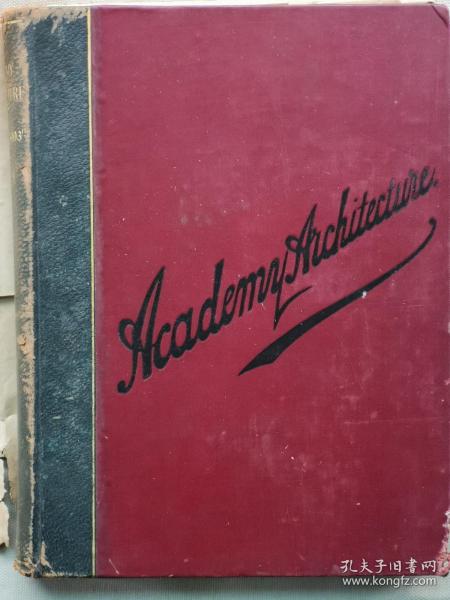 Academy Architecture.
孔夫子旧书网
www.kongfz.com